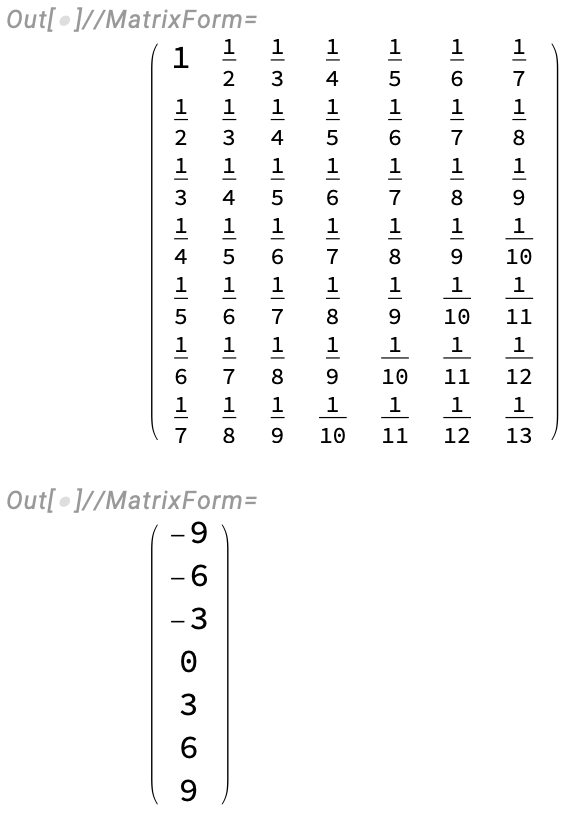 Out[•]//MatrixForm=
1 1/2 1/3 1/4 1/5 1/6 1/7
1/2 1/3 1/4 1/5 1/6 1/7 1/8
1/3 1/4 1/5 1/6 1/7 1/8 1/9
1/4 1/5 1/6 1/7 1/8 1/9 1/10
1/5 1/6 1/7 1/8 1/9 1/10 1/11
1/6 1/7 1/8 1/9 1/10 1/11 1/12
1/7 1/8 1/9 1/10 1/11 1/12 1/13
Out[•]//MatrixForm=
-9
-6
-3
0
3
6
9